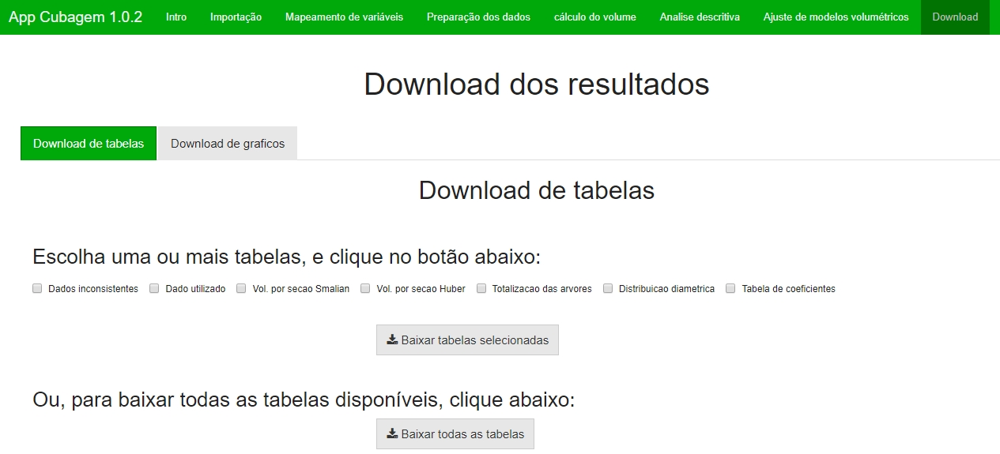 App Cubagem 1.0.2 Intro Importação Mapeamento de variáveis Preparação dos dados cálculo do volume Analise descritiva Ajuste de modelos volumétricos Download
Download dos resultados
Download de tabelas Download de graficos
Download de tabelas
Escolha uma ou mais tabelas, e clique no botão abaixo:
Dados inconsistentes Dado utilizado Vol. por secao Smalian Vol. por secao Huber Totalizacao das arvores Distribuicao diametrica Tabela de coeficientes
Baixar tabelas selecionadas
Ou, para baixar todas as tabelas disponíveis, clique abaixo:
Baixar todas as tabelas